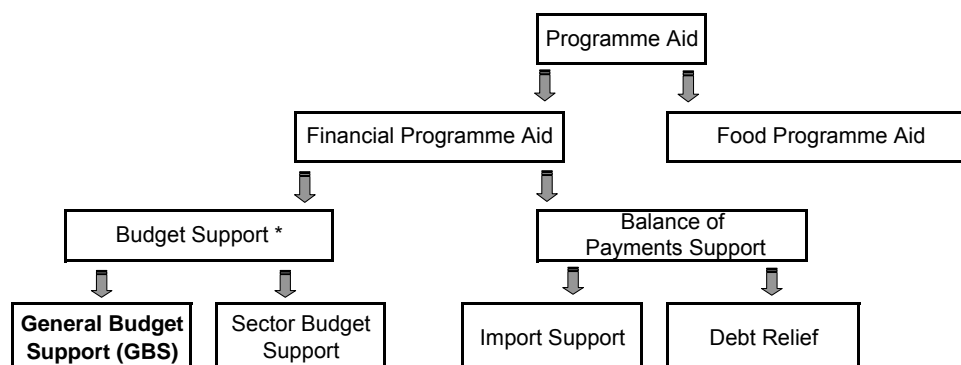 Programme Aid
Financial Programme Aid
Food Programme Aid
Budget Support *
Balance of
Payments Support
General Budget
Support (GBS)
Sector Budget
Support
Import Support
Debt Relief